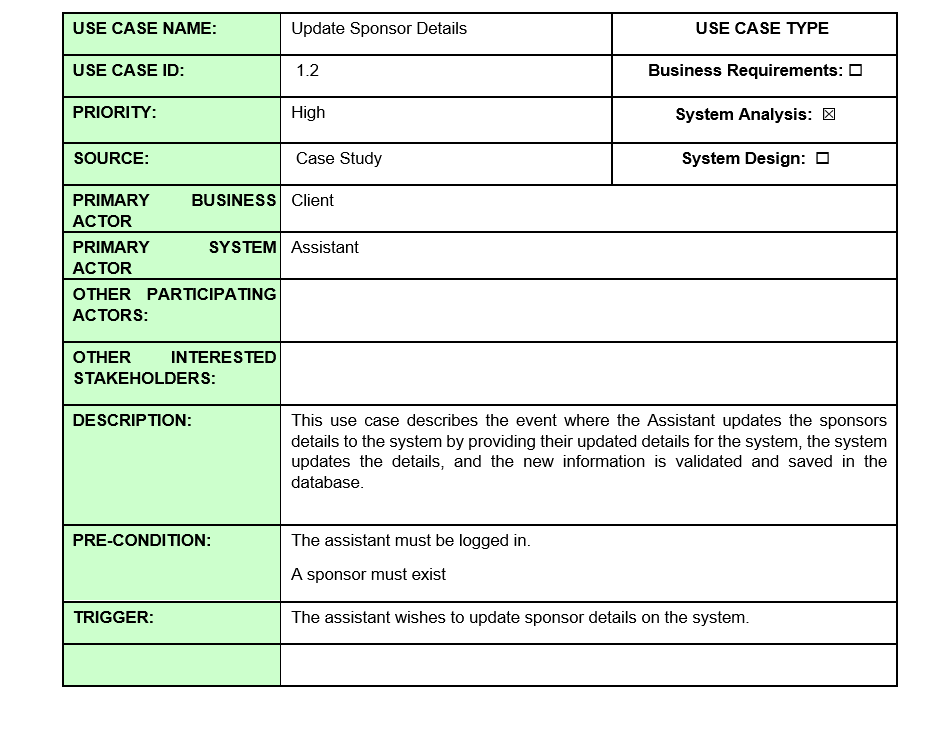 USE CASE NAME: Update Sponsor Details USE CASE TYPE
USE CASE ID: 1.2 Business Requirements: ☐
PRIORITY: High System Analysis: ☒
SOURCE: Case Study System Design: ☐
PRIMARY BUSINESS ACTOR Client
PRIMARY SYSTEM ACTOR Assistant
OTHER PARTICIPATING
ACTORS:
OTHER INTERESTED
STAKEHOLDERS:
DESCRIPTION: This use case describes the event where the Assistant updates the sponsors
details to the system by providing their updated details for the system, the system
updates the details, and the new information is validated and saved in the
database.
PRE-CONDITION: The assistant must be logged in.
A sponsor must exist
TRIGGER: The assistant wishes to update sponsor details on the system.